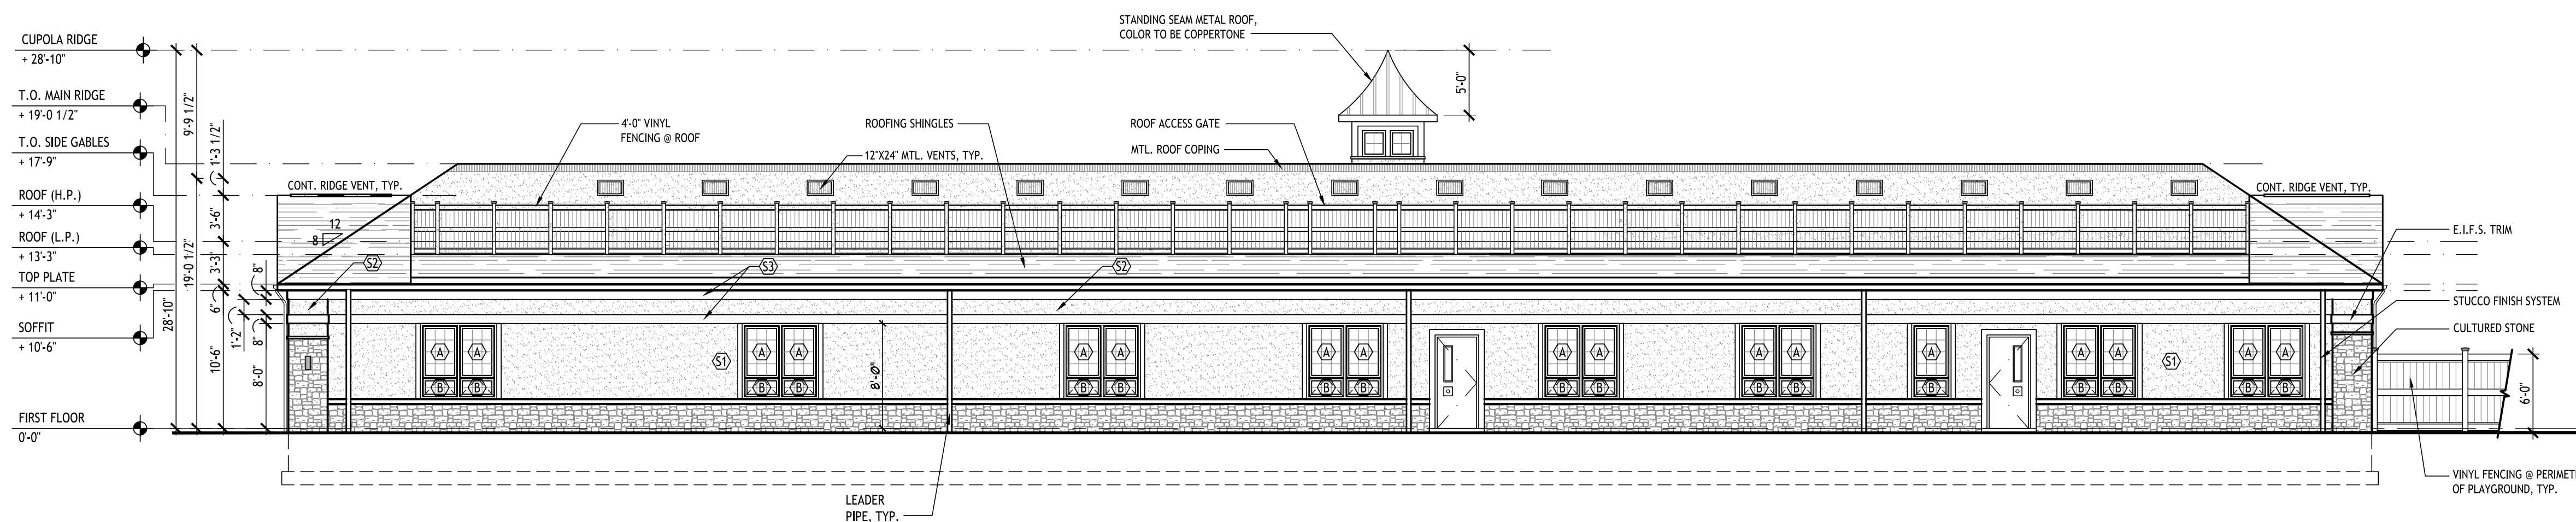 CUPOLA RIDGE
+ 28'-10"
T.O. MAIN RIDGE
+ 19'-0 1/2"
T.O. SIDE GABLES
+ 17'-9"
ROOF (H.P.)
+ 14'-3"
ROOF (L.P.)
+ 13'-3"
TOP PLATE
+ 11'-0"
SOFFIT
+ 10'-6"
FIRST FLOOR
0'-0"
28'-10"
9'-9 1/2"
19'-0 1/2"
1'-3 1/2"
3'-6"
3'-3"
6"
10'-6"
1'-2"
8"
8"
8'-0"
STANDING SEAM METAL ROOF,
COLOR TO BE COPPERTONE
5'-0"
4'-0" VINYL
FENCING @ ROOF
ROOFING SHINGLES
12"X24" MTL. VENTS, TYP.
ROOF ACCESS GATE
MTL. ROOF COPING
CONT. RIDGE VENT, TYP.
CONT. RIDGE VENT, TYP.
12
8
S2
S3
S2
E.I.F.S. TRIM
STUCCO FINISH SYSTEM
CULTURED STONE
A A S1 A A A A A A A A A A A A A S1 A A
B B B B B B B B B B B B B B B B B
8'-0"
6'-0"
VINYL FENCING @ PERIMET
OF PLAYGROUND, TYP.
LEADER
PIPE, TYP.